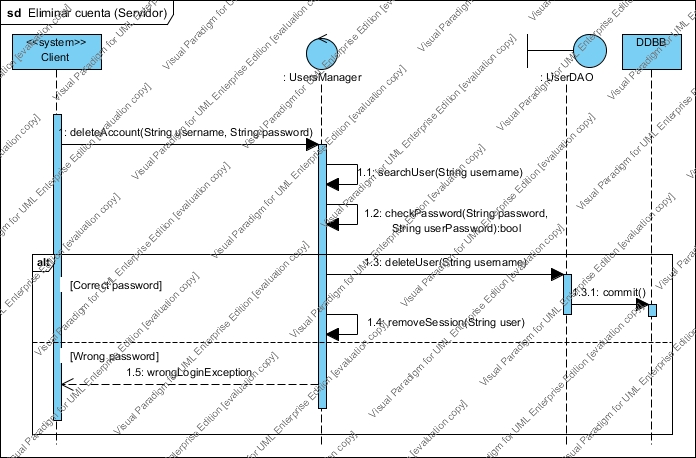 sd Eliminar cuenta (Servidor)
<<system>>
Client
: UsersManager
: UserDAO
DDBB
1: deleteAccount(String username, String password)
1.1: searchUser(String username)
1.2: checkPassword(String password,
String userPassword):bool
alt
1.3: deleteUser(String username)
[Correct password]
1.3.1: commit()
1.4: removeSession(String user)
[Wrong password]
1.5: wrongLoginException
Visual Paradigm for UML Enterprise Edition [evaluation copy]